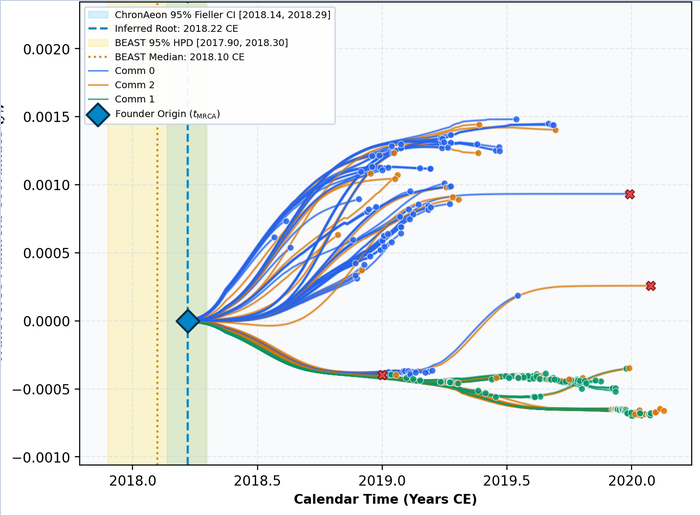 ChronAeon 95% Fieller CI [2018.14, 2018.29]
Inferred Root: 2018.22 CE
BEAST 95% HPD [2017.90, 2018.30]
BEAST Median: 2018.10 CE
Comm 0
Comm 2
Comm 1
Founder Origin (tMRCA)
0.0020
0.0015
0.0010
0.0005
0.0000
−0.0005
−0.0010
2018.0 2018.5 2019.0 2019.5 2020.0
Calendar Time (Years CE)